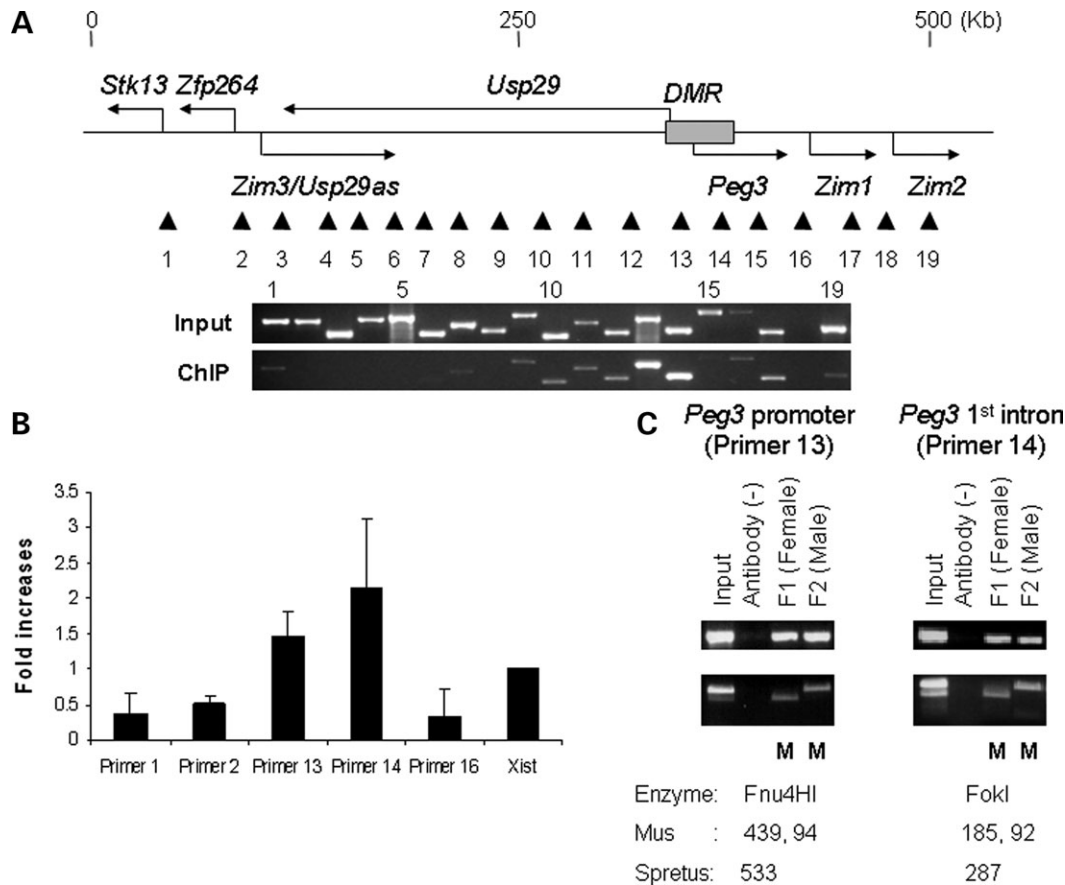 A
0 250 500 (Kb)
Stk13 Zfp264 Usp29 DMR
Zim3/Usp29as Peg3 Zim1 Zim2
1 2 3 4 5 6 7 8 9 10 11 12 13 14 15 16 17 18 19
1 5 10 15 19
Input
ChIP
B
Fold increases
3.5
3
2.5
2
1.5
1
0.5
0
Primer 1 Primer 2 Primer 13 Primer 14 Primer 16 Xist
C
Peg3 promoter
(Primer 13)
Peg3 1st intron
(Primer 14)
Input
Antibody (-)
F1 (Female)
F2 (Male)
Input
Antibody (-)
F1 (Female)
F2 (Male)
M M M M
Enzyme: Fnu4HI FokI
Mus : 439, 94 185, 92
Spretus: 533 287